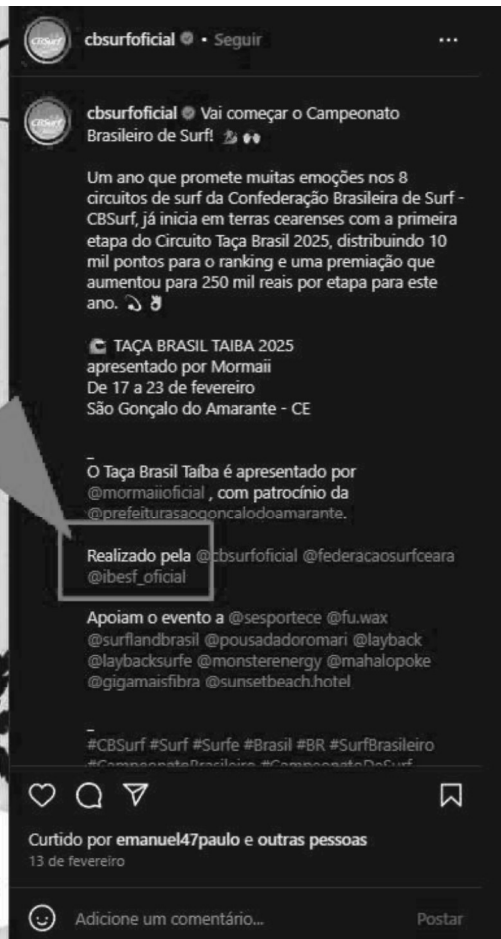 cbsurfoficial • Seguir
cbsurfoficial Vai começar o Campeonato
Brasileiro de Surf!
Um ano que promete muitas emoções nos 8
circuitos de surf da Confederação Brasileira de Surf -
CBSurf, já inicia em terras cearenses com a primeira
etapa do Circuito Taça Brasil 2025, distribuindo 10
mil pontos para o ranking e uma premiação que
aumentou para 250 mil reais por etapa para este
ano.
TAÇA BRASIL TAIBA 2025
apresentado por Mormaii
De 17 a 23 de fevereiro
São Gonçalo do Amarante - CE
_
O Taça Brasil Taíba é apresentado por
@mormaiioficial , com patrocínio da
@prefeiturasaogoncalodoamarante.
Realizado pela @cbsurfoficial @federacaosurfceara
@ibesf_oficial
Apoiam o evento a @sesportece @fu.wax
@surflandbrasil @pousadadoromari @layback
@laybacksurfe @monsterenergy @mahalopoke
@gigamaisfibra @sunsetbeach.hotel
_
#CBSurf #Surf #Surfe #Brasil #BR #SurfBrasileiro
#CampeonatoBrasileiro #CampeonatoDeSurf
Curtido por emanuel47paulo e outras pessoas
13 de fevereiro
Adicione um comentário... Postar